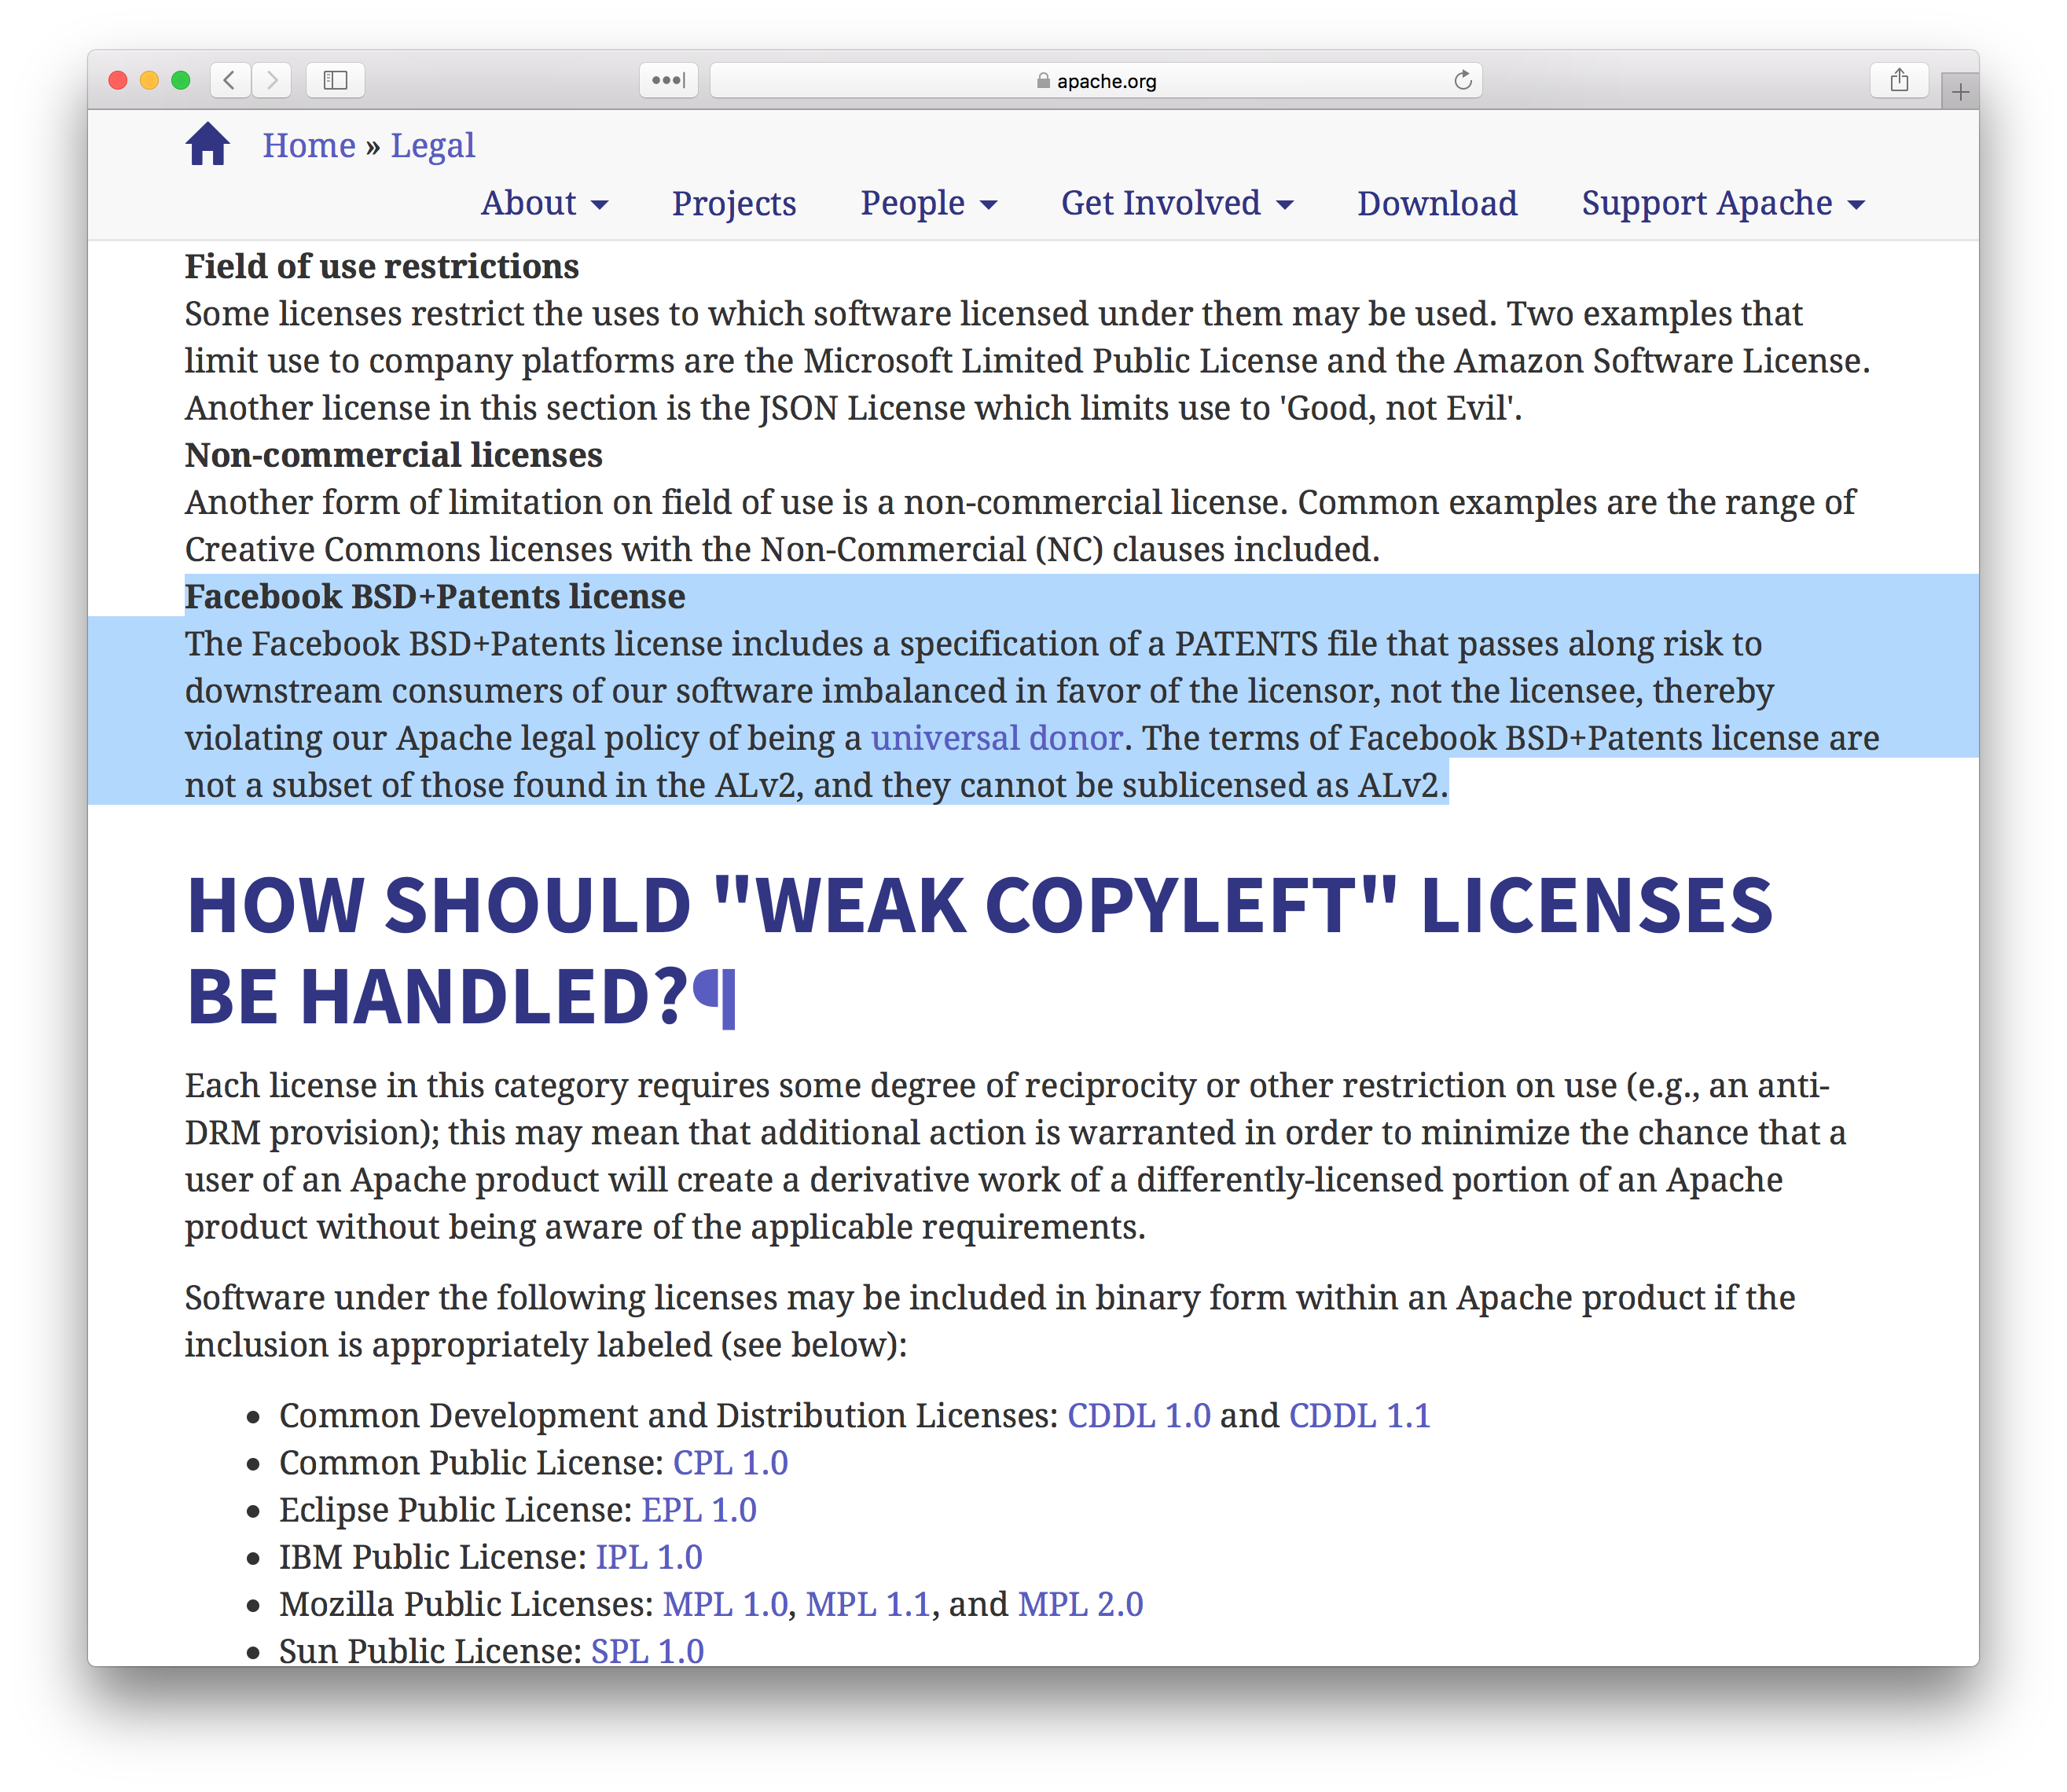 apache.org
Home » Legal
About Projects People Get Involved Download Support Apache
Field of use restrictions
Some licenses restrict the uses to which software licensed under them may be used. Two examples that
limit use to company platforms are the Microsoft Limited Public License and the Amazon Software License.
Another license in this section is the JSON License which limits use to 'Good, not Evil'.
Non-commercial licenses
Another form of limitation on field of use is a non-commercial license. Common examples are the range of
Creative Commons licenses with the Non-Commercial (NC) clauses included.
Facebook BSD+Patents license
The Facebook BSD+Patents license includes a specification of a PATENTS file that passes along risk to
downstream consumers of our software imbalanced in favor of the licensor, not the licensee, thereby
violating our Apache legal policy of being a universal donor. The terms of Facebook BSD+Patents license are
not a subset of those found in the ALv2, and they cannot be sublicensed as ALv2.
HOW SHOULD "WEAK COPYLEFT" LICENSES
BE HANDLED?¶
Each license in this category requires some degree of reciprocity or other restriction on use (e.g., an anti-
DRM provision); this may mean that additional action is warranted in order to minimize the chance that a
user of an Apache product will create a derivative work of a differently-licensed portion of an Apache
product without being aware of the applicable requirements.
Software under the following licenses may be included in binary form within an Apache product if the
inclusion is appropriately labeled (see below):
• Common Development and Distribution Licenses: CDDL 1.0 and CDDL 1.1
• Common Public License: CPL 1.0
• Eclipse Public License: EPL 1.0
• IBM Public License: IPL 1.0
• Mozilla Public Licenses: MPL 1.0, MPL 1.1, and MPL 2.0
• Sun Public License: SPL 1.0